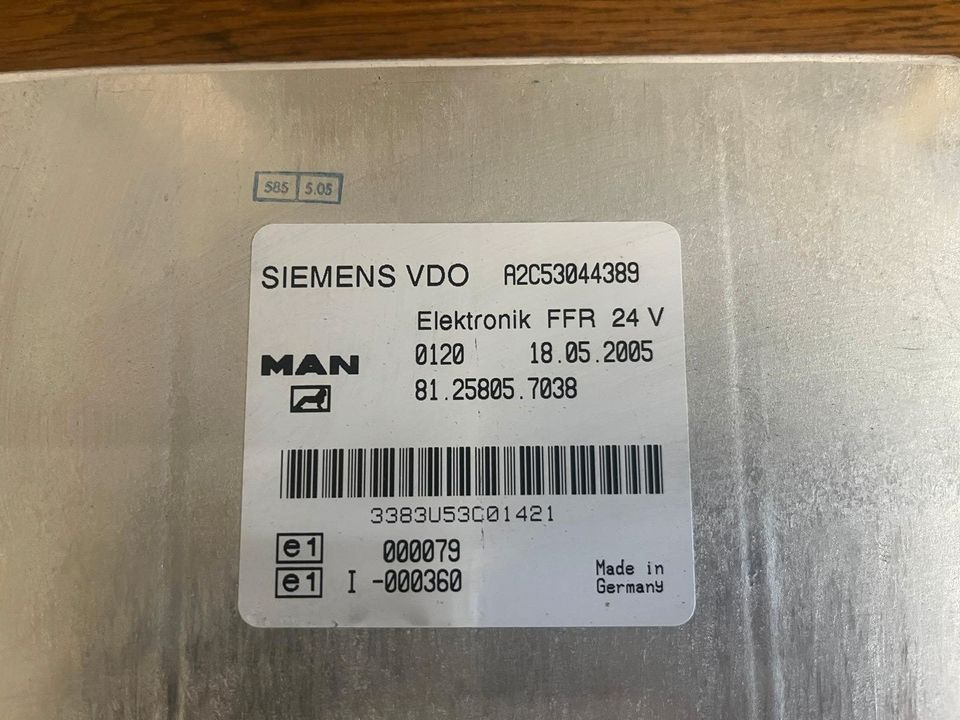 585 5.05
SIEMENS VDO A2C53044389
Elektronik FFR 24 V
MAN 0120 18.05.2005
81.25805.7038
3383U53C01421
e1 000079
e1 I -000360
Made in
Germany